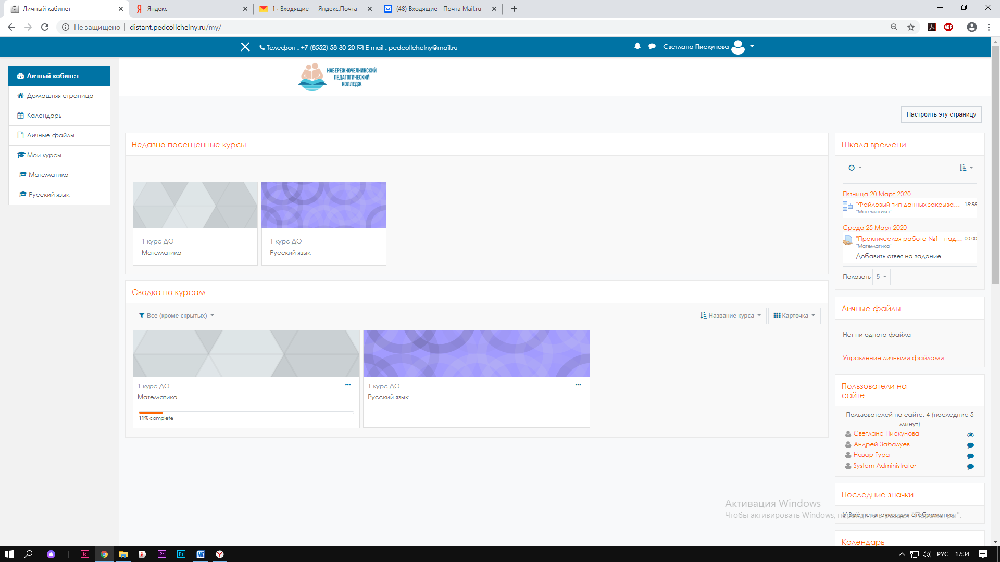 Личный кабинет
Яндекс
1 · Входящие — Яндекс.Почта
(48) Входящие - Почта Mail.ru
Не защищено
distant.pedcollchelny.ru/my/
ABP
Телефон : +7 (8552) 58-30-20
E-mail : pedcollchelny@mail.ru
Светлана Пискунова
Личный кабинет
Домашняя страница
Календарь
Личные файлы
Мои курсы
Математика
Русский язык
НАБЕРЕЖНОЧЕЛНИНСКИЙ
ПЕДАГОГИЧЕСКИЙ
КОЛЛЕДЖ
Настроить эту страницу
Недавно посещенные курсы
1 курс ДО
Математика
1 курс ДО
Русский язык
Сводка по курсам
Все (кроме скрытых)
Название курса
Карточка
1 курс ДО
Математика
11% complete
1 курс ДО
Русский язык
Шкала времени
Пятница 20 Март 2020
"Файловый тип данных закрыва... 15:55
"Математика"
Среда 25 Март 2020
"Практическая работа №1 - над... 00:00
"Математика"
Добавить ответ на задание
Показать 5
Личные файлы
Нет ни одного файла
Управление личными файлами...
Пользователи на
сайте
Пользователей на сайте: 4 (последние 5
минут)
Светлана Пискунова
Андрей Забалуев
Назар Гура
System Administrator
Последние значки
У Вас нет значков для отображения
Календарь
Активация Windows
Чтобы активировать Windows, перейдите в раздел "Параметры".
Id
Pr
Ps
РУС
17:34